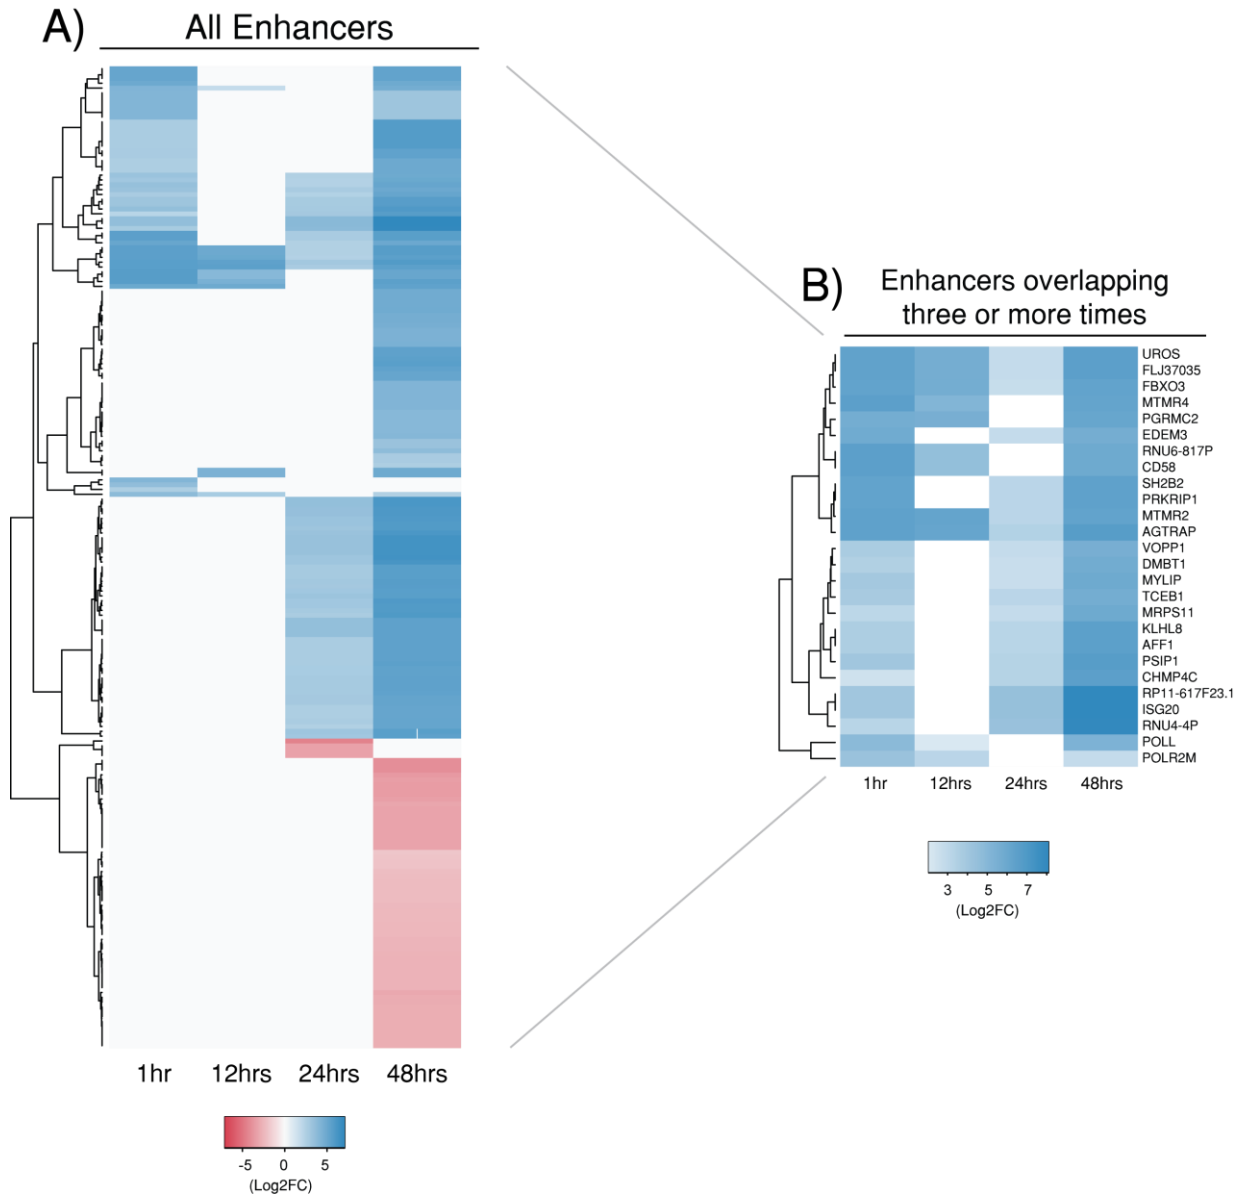 A)
All Enhancers
1hr 12hrs 24hrs 48hrs
-5 0 5
(Log2FC)
B)
Enhancers overlapping
three or more times
UROS
FLJ37035
FBXO3
MTMR4
PGRMC2
EDEM3
RNU6-817P
CD58
SH2B2
PRKRIP1
MTMR2
AGTRAP
VOPP1
DMBT1
MYLIP
TCEB1
MRPS11
KLHL8
AFF1
PSIP1
CHMP4C
RP11-617F23.1
ISG20
RNU4-4P
POLL
POLR2M
1hr 12hrs 24hrs 48hrs
3 5 7
(Log2FC)